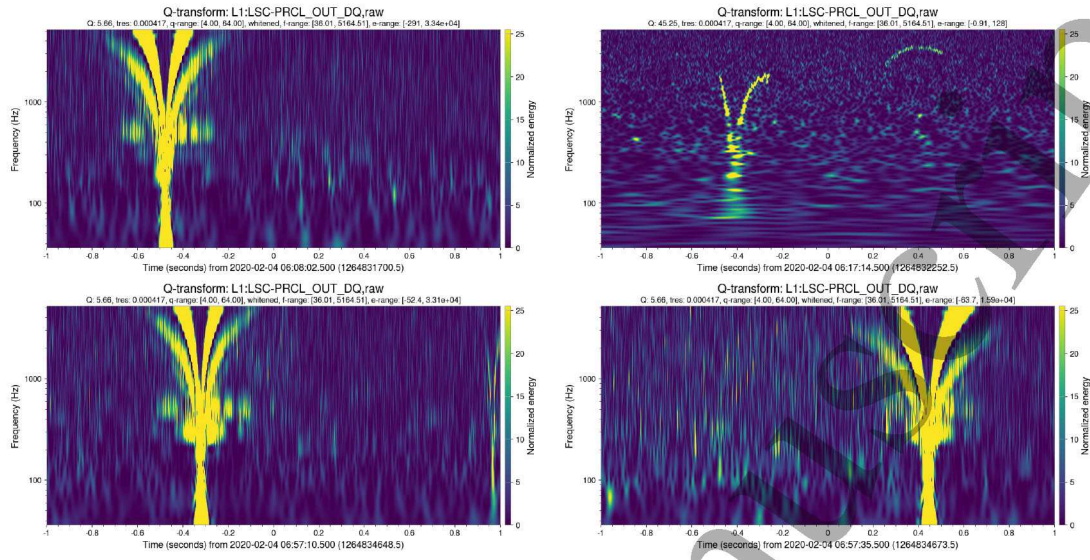 Q-transform: L1:LSC-PRCL_OUT_DQ,raw
Q: 5.66, tres: 0.000417, q-range: [4.00, 64.00], whitened, f-range: [36.01, 5164.51], e-range: [-291, 3.34e+04]
Frequency (Hz)
1000
100
-1 -0.8 -0.6 -0.4 -0.2 0 0.2 0.4 0.6 0.8 1
Time (seconds) from 2020-02-04 06:08:02.500 (1264831700.5)
25
20
15
10
5
0
Normalized energy
Q-transform: L1:LSC-PRCL_OUT_DQ,raw
Q: 45.25, tres: 0.000417, q-range: [4.00, 64.00], whitened, f-range: [36.01, 5164.51], e-range: [-0.91, 128]
Frequency (Hz)
1000
100
-1 -0.8 -0.6 -0.4 -0.2 0 0.2 0.4 0.6 0.8 1
Time (seconds) from 2020-02-04 06:17:14.500 (1264832252.5)
25
20
15
10
5
0
Normalized energy
Q-transform: L1:LSC-PRCL_OUT_DQ,raw
Q: 5.66, tres: 0.000417, q-range: [4.00, 64.00], whitened, f-range: [36.01, 5164.51], e-range: [-52.4, 3.31e+04]
Frequency (Hz)
1000
100
-1 -0.8 -0.6 -0.4 -0.2 0 0.2 0.4 0.6 0.8 1
Time (seconds) from 2020-02-04 06:57:10.500 (1264834648.5)
25
20
15
10
5
0
Normalized energy
Q-transform: L1:LSC-PRCL_OUT_DQ,raw
Q: 5.66, tres: 0.000417, q-range: [4.00, 64.00], whitened, f-range: [36.01, 5164.51], e-range: [-63.7, 1.59e+04]
Frequency (Hz)
1000
100
-1 -0.8 -0.6 -0.4 -0.2 0 0.2 0.4 0.6 0.8 1
Time (seconds) from 2020-02-04 06:57:35.500 (1264834673.5)
25
20
15
10
5
0
Normalized energy